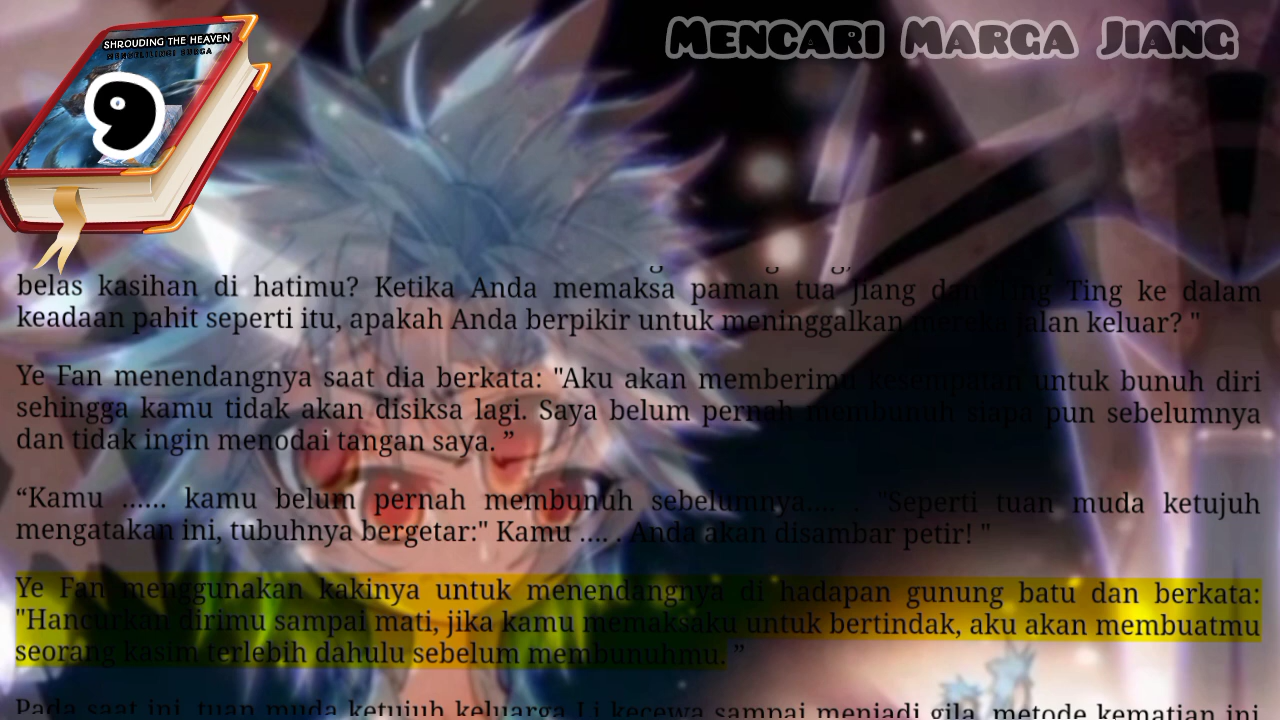 SHROUDING THE HEAVEN
MENGELILINGI SURGA
9
MENCARI MARGA JIANG
belas kasihan di hatimu? Ketika Anda memaksa paman tua Jiang dan Ting Ting ke dalam
keadaan pahit seperti itu, apakah Anda berpikir untuk meninggalkan mereka jalan keluar? "
Ye Fan menendangnya saat dia berkata: "Aku akan memberimu kesempatan untuk bunuh diri
sehingga kamu tidak akan disiksa lagi. Saya belum pernah membunuh siapa pun sebelumnya
dan tidak ingin menodai tangan saya. ”
“Kamu ...... kamu belum pernah membunuh sebelumnya.... . "Seperti tuan muda ketujuh
mengatakan ini, tubuhnya bergetar:" Kamu .... . Anda akan disambar petir! "
Ye Fan menggunakan kakinya untuk menendangnya di hadapan gunung batu dan berkata:
"Hancurkan dirimu sampai mati, jika kamu memaksaku untuk bertindak, aku akan membuatmu
seorang kasim terlebih dahulu sebelum membunuhmu. ”
Pada saat ini, tuan muda ketujuh keluarga Li kecewa sampai menjadi gila, metode kematian ini